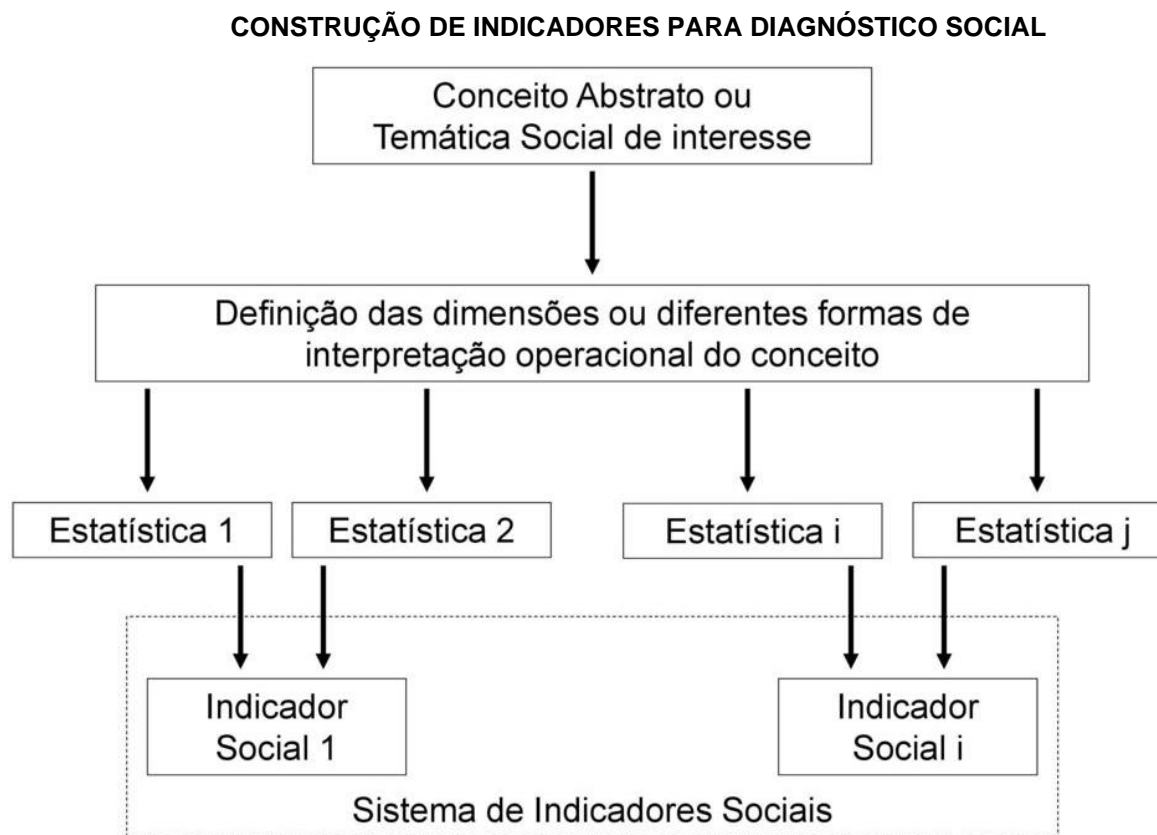 CONSTRUÇÃO DE INDICADORES PARA DIAGNÓSTICO SOCIAL
Conceito Abstrato ou
Temática Social de interesse
Definição das dimensões ou diferentes formas de
interpretação operacional do conceito
Estatística 1
Estatística 2
Estatística i
Estatística j
Indicador
Social 1
Indicador
Social i
Sistema de Indicadores Sociais